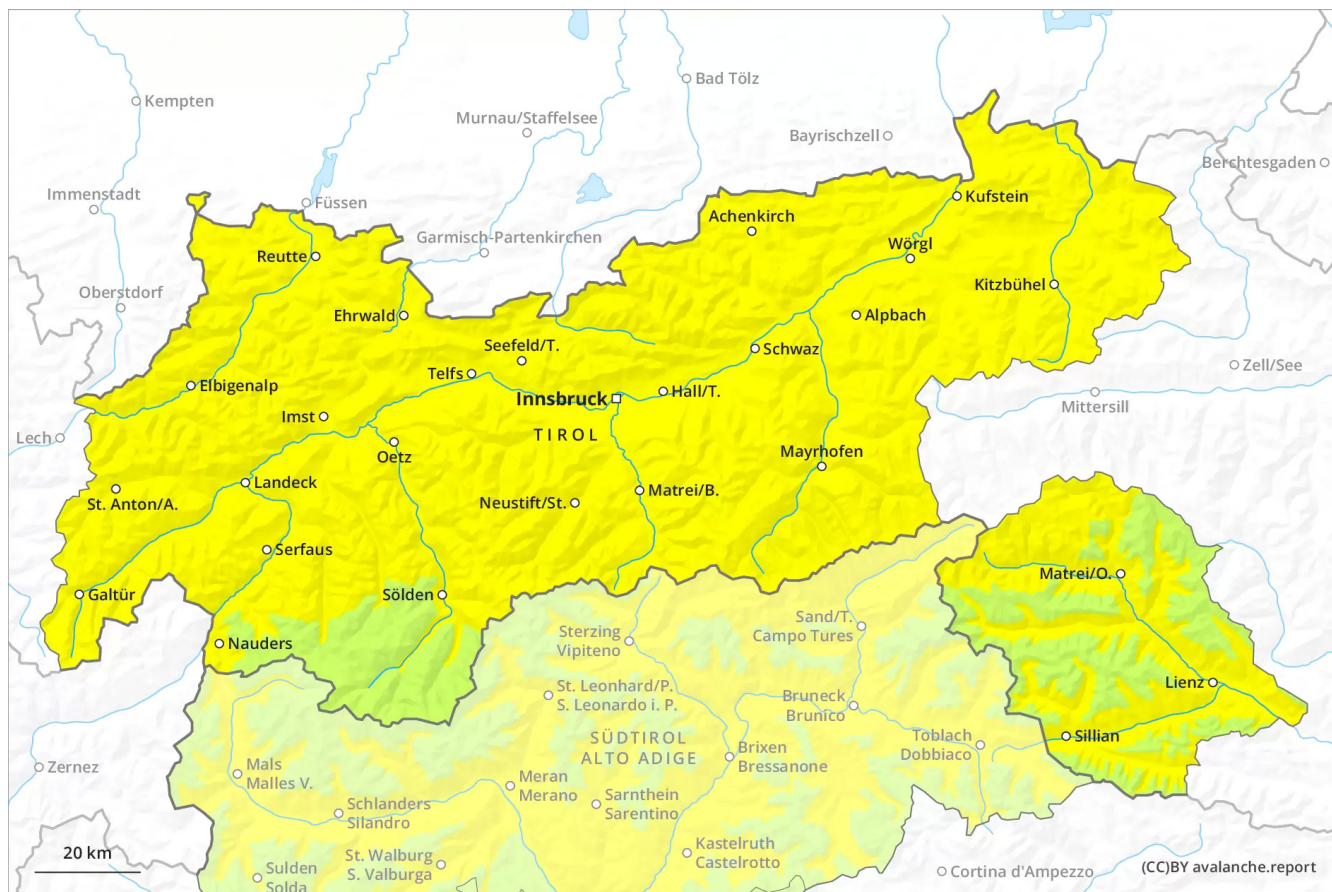 Kempten
Bad Tölz
Murnau/Staffelsee
Bayrischzell
Berchtesgaden
Immenstadt
Füssen
Kufstein
Achenkirch
Garmisch-Partenkirchen
Wörgl
Reutte
Oberstdorf
Kitzbühel
Ehrwald
Alpbach
Seefeld/T.
Schwaz
Zell/See
Telfs
Elbigenalp
Innsbruck
Hall/T.
Mittersill
Imst
Lech
TIROL
Oetz
Mayrhofen
Landeck
St. Anton/A.
Neustift/St.
Matrei/B.
Serfaus
Matrei/O.
Galtür
Sölden
Sand/T.
Campo Tures
Sterzing
Vipiteno
Nauders
Lienz
St. Leonhard/P.
S. Leonardo i. P.
Bruneck
Brunico
SÜDTIROL
ALTO ADIGE
Toblach
Dobbiaco
Sillian
Brixen
Bressanone
Zernez
Mals
Malles V.
Meran
Merano
Sarnthein
Sarentino
Schlanders
Silandro
Kastelruth
Castelrotto
20 km
St. Walburg
S. Valburga
Sulden
Solda
Cortina d'Ampezzo
(CC)BY avalanche.report